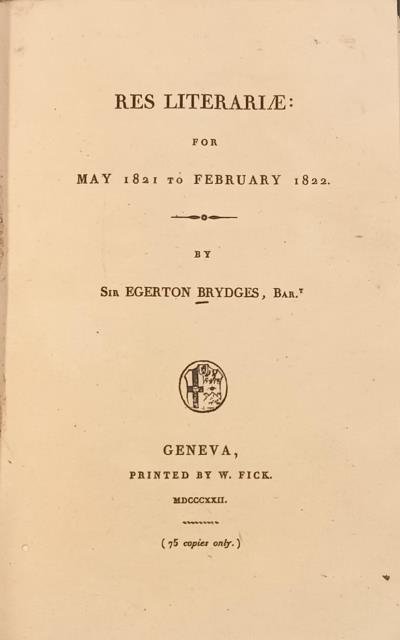 RES LITERARIÆ:
FOR
MAY 1821 TO FEBRUARY 1822.
BY
SIR EGERTON BRYDGES, BAR.T
GENEVA,
PRINTED BY W. FICK.
MDCCCXXII.
(75 copies only.)